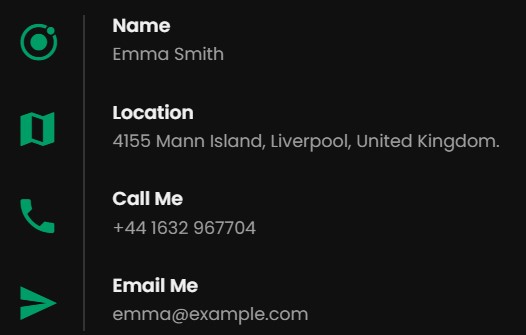 Name
Emma Smith
Location
4155 Mann Island, Liverpool, United Kingdom.
Call Me
+44 1632 967704
Email Me
emma@example.com